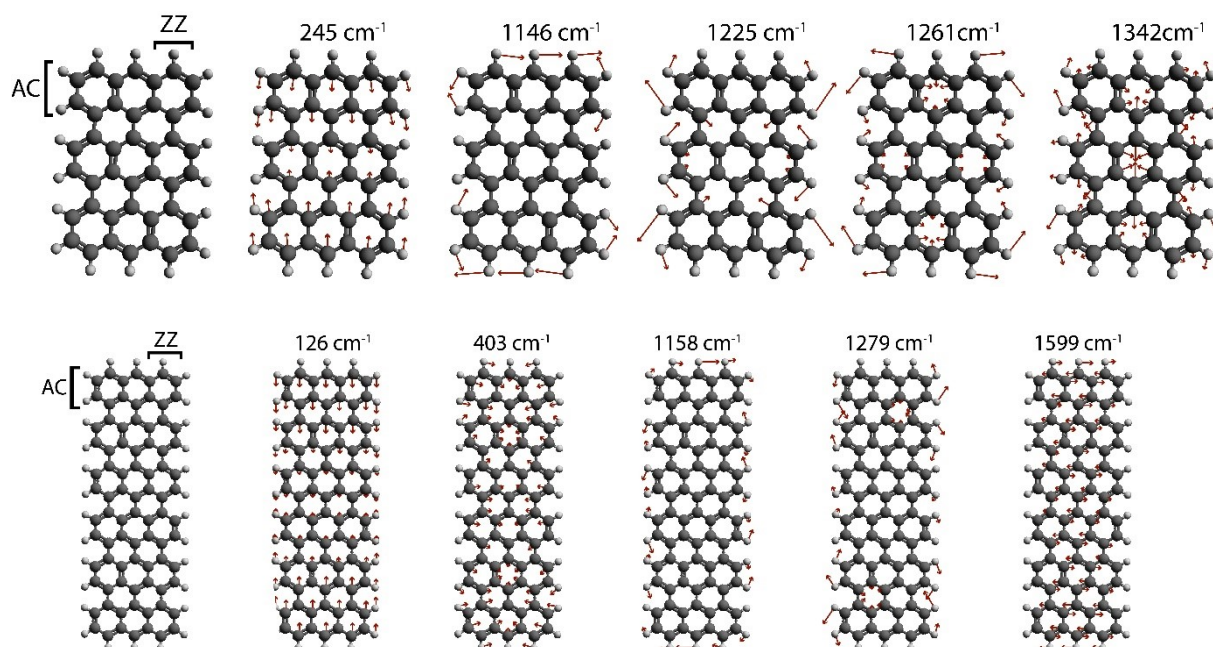 ZZ
AC
245 cm-1
1146 cm-1
1225 cm-1
1261cm-1
1342cm-1
ZZ
AC
126 cm-1
403 cm-1
1158 cm-1
1279 cm-1
1599 cm-1